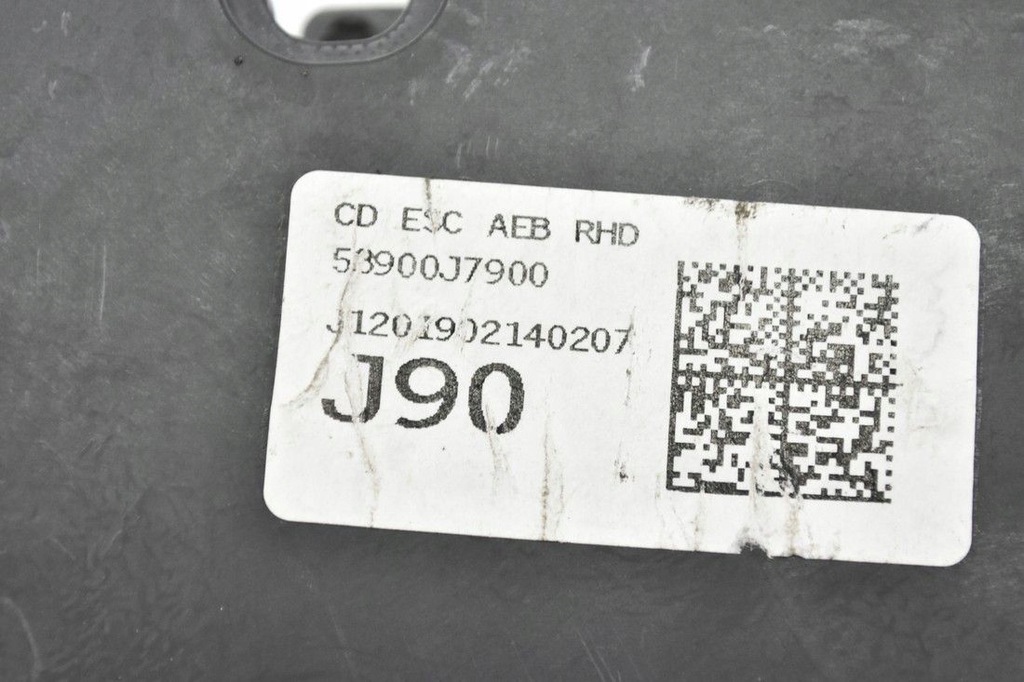 CD ESC AEB RHD
58900J7900
J1201902140207
J90